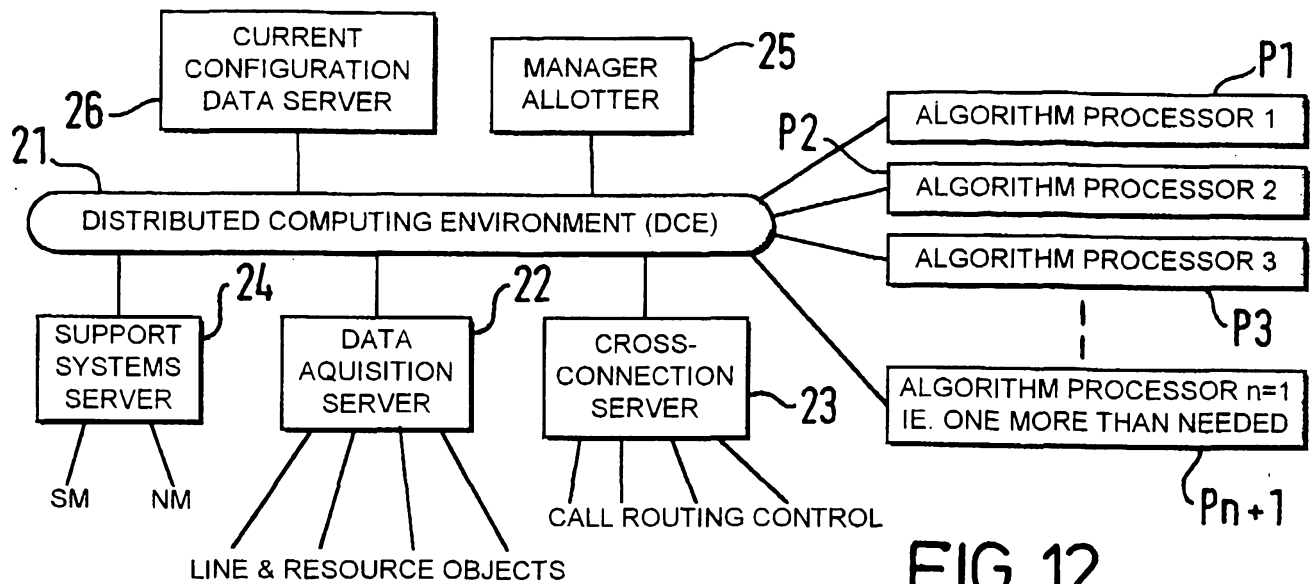 CURRENT
CONFIGURATION
DATA SERVER
26
MANAGER
ALLOTTER
25
21
DISTRIBUTED COMPUTING ENVIRONMENT (DCE)
P1
ALGORITHM PROCESSOR 1
P2
ALGORITHM PROCESSOR 2
ALGORITHM PROCESSOR 3
P3
ALGORITHM PROCESSOR n=1
IE. ONE MORE THAN NEEDED
Pn+1
SUPPORT
SYSTEMS
SERVER
24
SM
NM
DATA
AQUISITION
SERVER
22
LINE & RESOURCE OBJECTS
CROSS-
CONNECTION
SERVER
23
CALL ROUTING CONTROL
FIG 12